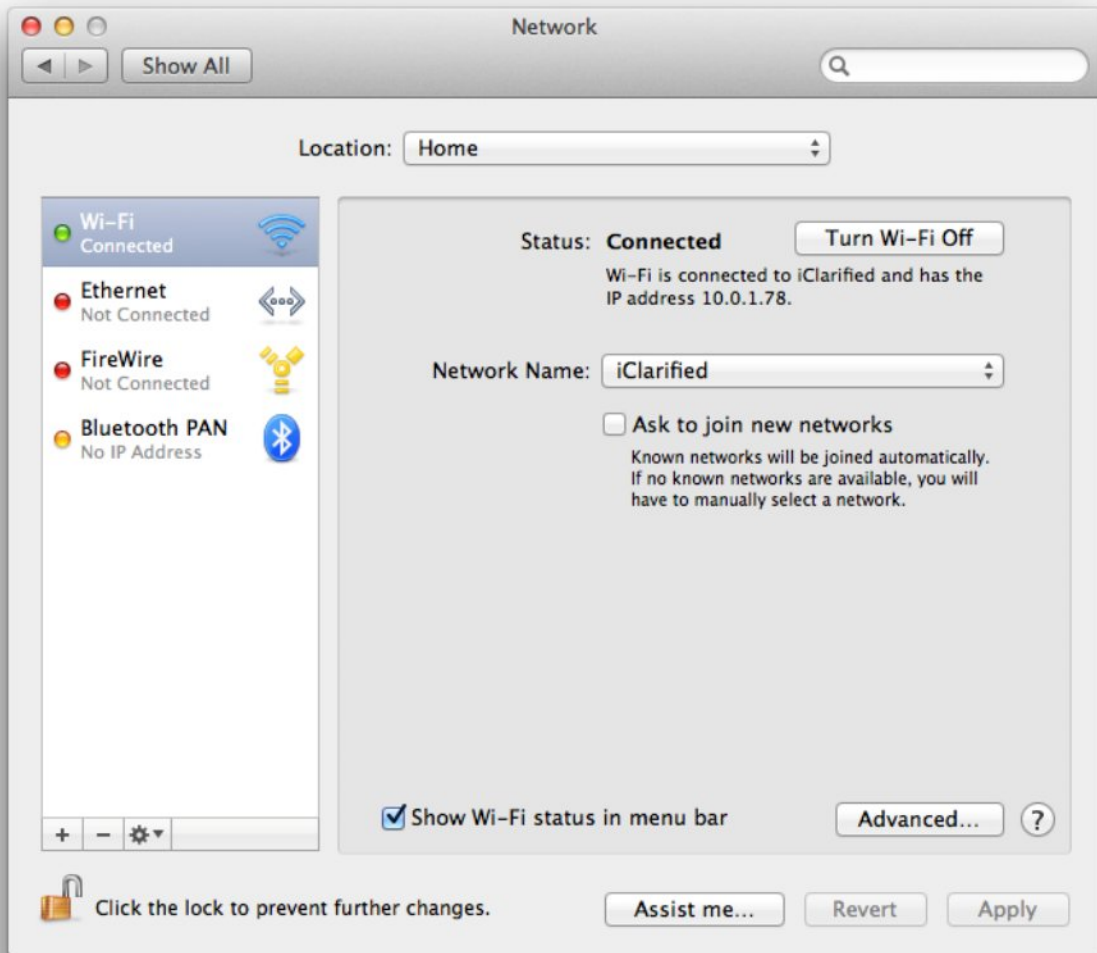 Network
Show All
Location: Home
Wi-Fi
Connected
Ethernet
Not Connected
FireWire
Not Connected
Bluetooth PAN
No IP Address
Status: Connected
Turn Wi-Fi Off
Wi-Fi is connected to iClarified and has the
IP address 10.0.1.78.
Network Name: iClarified
Ask to join new networks
Known networks will be joined automatically.
If no known networks are available, you will
have to manually select a network.
Show Wi-Fi status in menu bar
Advanced...
?
+ −
Click the lock to prevent further changes.
Assist me...
Revert
Apply